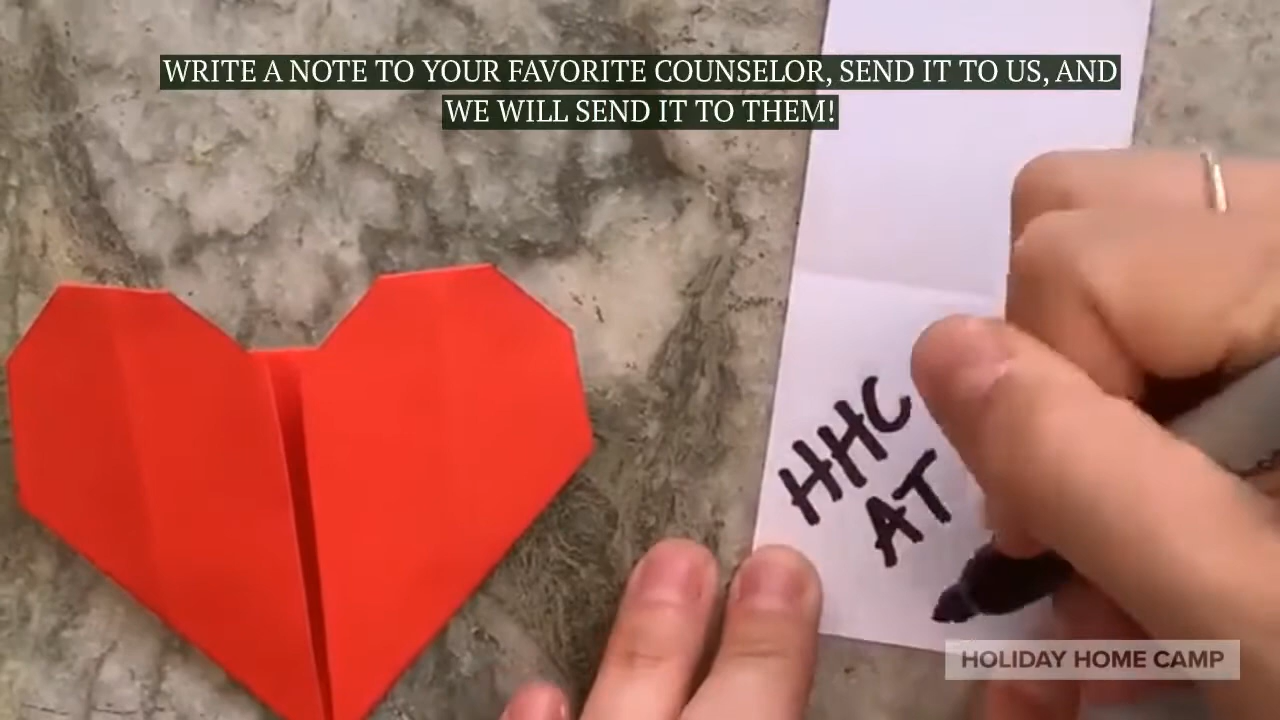 WRITE A NOTE TO YOUR FAVORITE COUNSELOR, SEND IT TO US, AND
WE WILL SEND IT TO THEM!
HHC
AT
HOLIDAY HOME CAMP